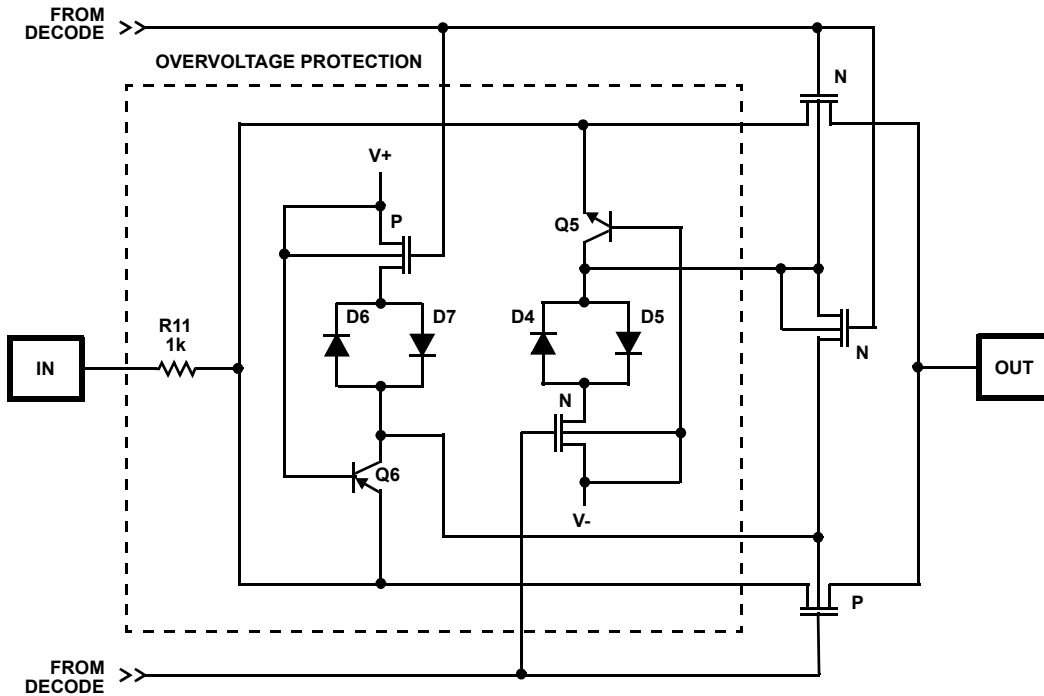 FROM
DECODE
OVERVOLTAGE PROTECTION
N
V+
P
Q5
D6
D7
D4
D5
R11
1k
IN
N
OUT
N
Q6
V-
P
FROM
DECODE